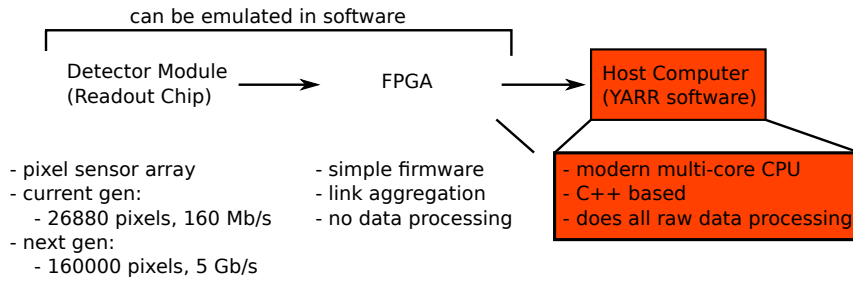 can be emulated in software
Detector Module
(Readout Chip)
FPGA
Host Computer
(YARR software)
- pixel sensor array
- current gen:
- 26880 pixels, 160 Mb/s
- next gen:
- 160000 pixels, 5 Gb/s
- simple firmware
- link aggregation
- no data processing
- modern multi-core CPU
- C++ based
- does all raw data processing